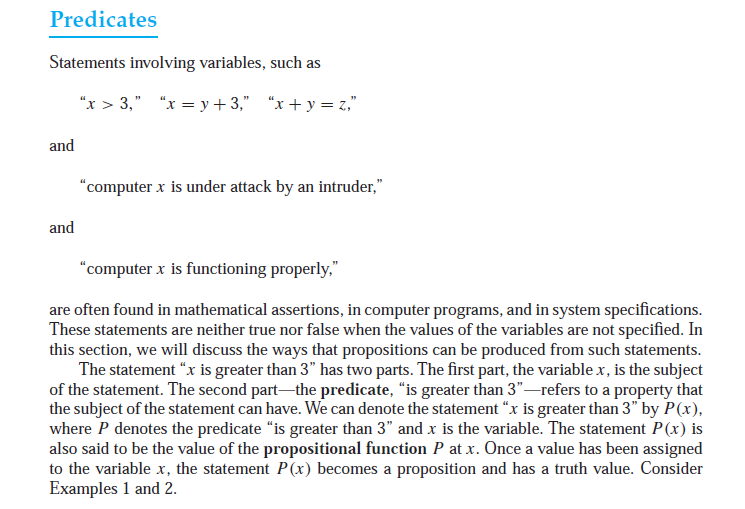 Predicates
Statements involving variables, such as
“x > 3,” “x = y + 3,” “x + y = z,”
and
“computer x is under attack by an intruder,”
and
“computer x is functioning properly,”
are often found in mathematical assertions, in computer programs, and in system specifications.
These statements are neither true nor false when the values of the variables are not specified. In
this section, we will discuss the ways that propositions can be produced from such statements.
The statement “x is greater than 3” has two parts. The first part, the variable x, is the subject
of the statement. The second part—the predicate, “is greater than 3”—refers to a property that
the subject of the statement can have. We can denote the statement “x is greater than 3” by P(x),
where P denotes the predicate “is greater than 3” and x is the variable. The statement P(x) is
also said to be the value of the propositional function P at x. Once a value has been assigned
to the variable x, the statement P(x) becomes a proposition and has a truth value. Consider
Examples 1 and 2.